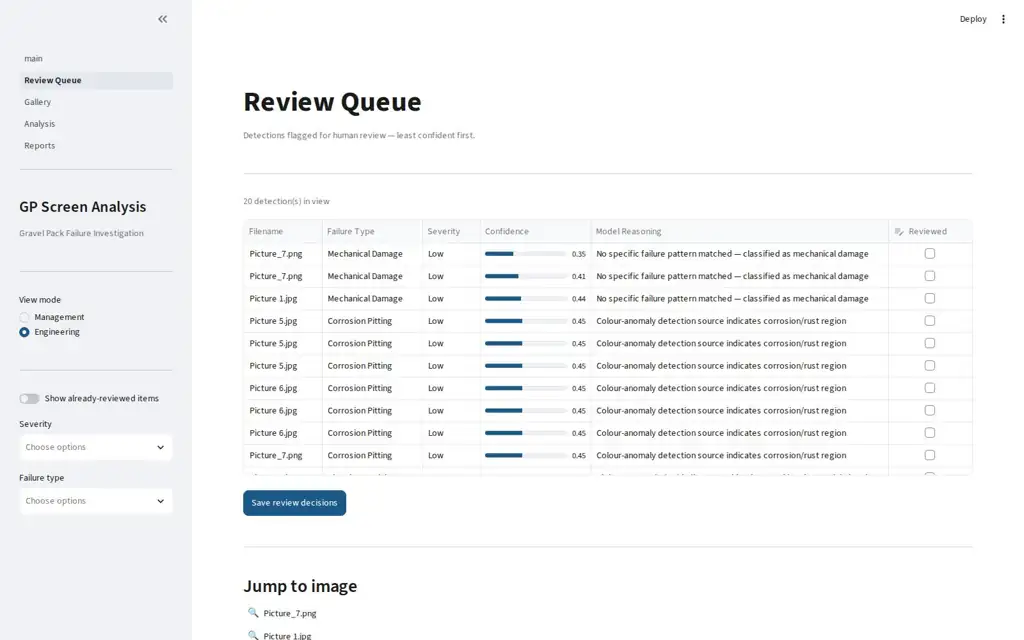 Deploy
main
Review Queue
Gallery
Analysis
Reports
GP Screen Analysis
Gravel Pack Failure Investigation
View mode
Management
Engineering
Show already-reviewed items
Severity
Choose options
Failure type
Choose options
Review Queue
Detections flagged for human review — least confident first.
20 detection(s) in view
Filename Failure Type Severity Confidence Model Reasoning Reviewed
Picture_7.png Mechanical Damage Low 0.35 No specific failure pattern matched — classified as mechanical damage
Picture_7.png Mechanical Damage Low 0.41 No specific failure pattern matched — classified as mechanical damage
Picture 1.jpg Mechanical Damage Low 0.44 No specific failure pattern matched — classified as mechanical damage
Picture 5.jpg Corrosion Pitting Low 0.45 Colour-anomaly detection source indicates corrosion/rust region
Picture 5.jpg Corrosion Pitting Low 0.45 Colour-anomaly detection source indicates corrosion/rust region
Picture 5.jpg Corrosion Pitting Low 0.45 Colour-anomaly detection source indicates corrosion/rust region
Picture 6.jpg Corrosion Pitting Low 0.45 Colour-anomaly detection source indicates corrosion/rust region
Picture 6.jpg Corrosion Pitting Low 0.45 Colour-anomaly detection source indicates corrosion/rust region
Picture 6.jpg Corrosion Pitting Low 0.45 Colour-anomaly detection source indicates corrosion/rust region
Picture_7.png Corrosion Pitting Low 0.45 Colour-anomaly detection source indicates corrosion/rust region
Save review decisions
Jump to image
Picture_7.png
Picture 1.jpg